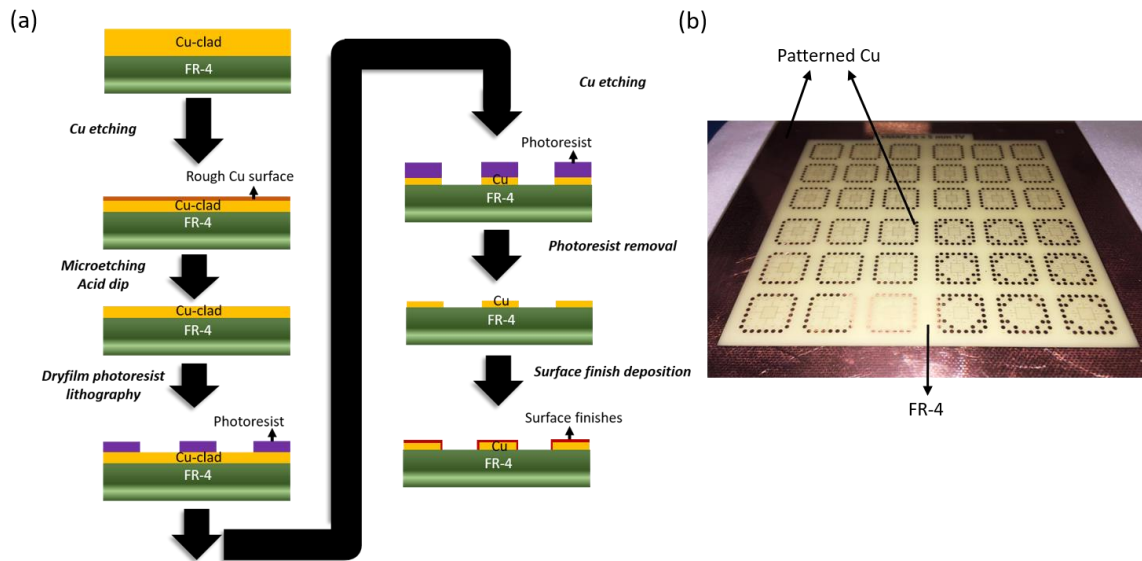 (a)
Cu-clad
FR-4
Cu etching
Rough Cu surface
Cu-clad
FR-4
Microetching
Acid dip
Cu-clad
FR-4
Dryfilm photoresist
lithography
Photoresist
Cu-clad
FR-4
Cu etching
Photoresist
Cu
FR-4
Photoresist removal
Cu
FR-4
Surface finish deposition
Surface finishes
Cu
FR-4
(b)
Patterned Cu
FR-4